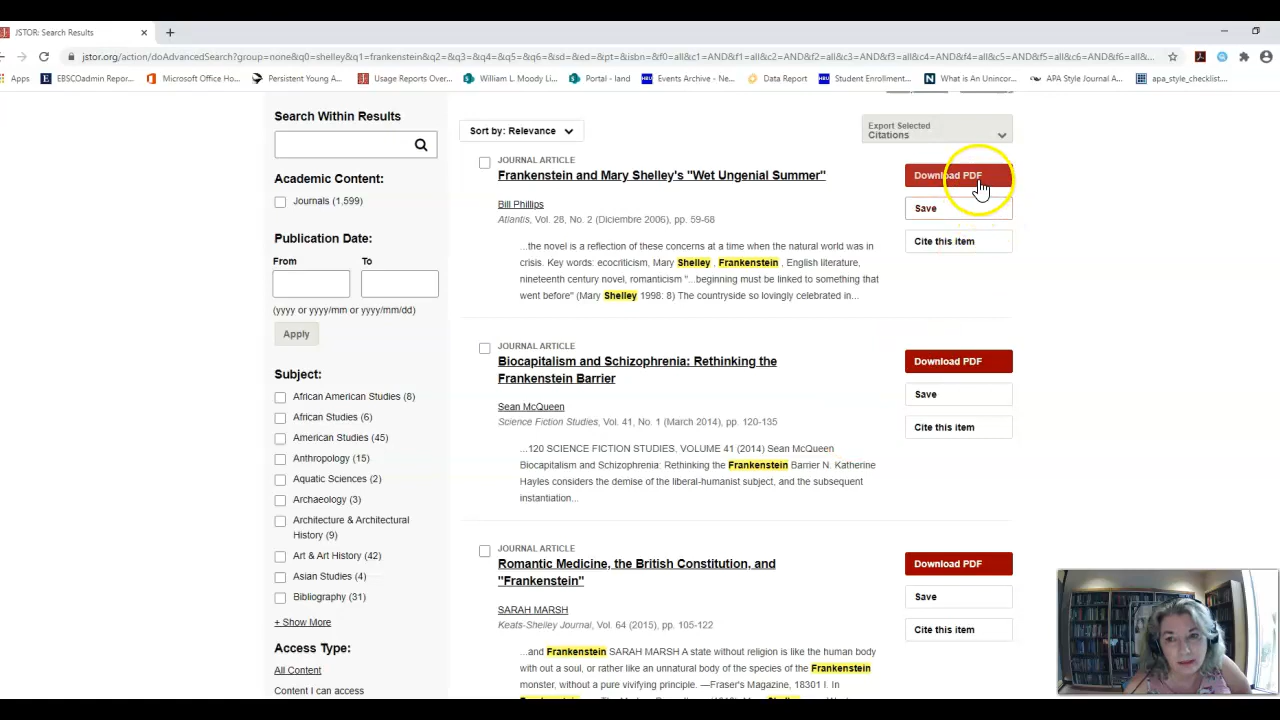 JSTOR: Search Results
jstor.org/action/doAdvancedSearch?group=none&q0=shelley&q1=frankenstein&q2=&q3=&q4=&q5=&q6=&sd=&ed=&pt=&isbn=&f0=all&c1=AND&f1=all&c2=AND&f2=all&c3=AND&f3=all&c4=AND&f4=all&c5=AND&f5=all&c6=AND&f6=all&...
Apps EBSCOadmin Repor... Microsoft Office Ho... Persistent Young A... Usage Reports Over... William L. Moody Li... Portal - land Events Archive - Ne... Data Report Student Enrollment... What is An Unincor... APA Style Journal A... apa_style_checklist....
Search Within Results
Academic Content:
Journals (1,599)
Publication Date:
From To
(yyyy or yyyy/mm or yyyy/mm/dd)
Apply
Subject:
African American Studies (8)
African Studies (6)
American Studies (45)
Anthropology (15)
Aquatic Sciences (2)
Archaeology (3)
Architecture & Architectural
History (9)
Art & Art History (42)
Asian Studies (4)
Bibliography (31)
+ Show More
Access Type:
All Content
Content I can access
Sort by: Relevance
Export Selected
Citations
JOURNAL ARTICLE
Frankenstein and Mary Shelley's "Wet Ungenial Summer"
Bill Phillips
Atlantis, Vol. 28, No. 2 (Diciembre 2006), pp. 59-68
...the novel is a reflection of these concerns at a time when the natural world was in
crisis. Key words: ecocriticism, Mary Shelley , Frankenstein , English literature,
nineteenth century novel, romanticism "...beginning must be linked to something that
went before" (Mary Shelley 1998: 8) The countryside so lovingly celebrated in...
Download PDF
Save
Cite this item
JOURNAL ARTICLE
Biocapitalism and Schizophrenia: Rethinking the
Frankenstein Barrier
Sean McQueen
Science Fiction Studies, Vol. 41, No. 1 (March 2014), pp. 120-135
...120 SCIENCE FICTION STUDIES. VOLUME 41 (2014) Sean McQueen
Biocapitalism and Schizophrenia: Rethinking the Frankenstein Barrier N. Katherine
Hayles considers the demise of the liberal-humanist subject, and the subsequent
instantiation...
Download PDF
Save
Cite this item
JOURNAL ARTICLE
Romantic Medicine, the British Constitution, and
"Frankenstein"
SARAH MARSH
Keats-Shelley Journal, Vol. 64 (2015), pp. 105-122
...and Frankenstein SARAH MARSH A state without religion is like the human body
with out a soul, or rather like an unnatural body of the species of the Frankenstein
monster, without a pure vivifying principle. —Fraser's Magazine, 18301 I. In
Download PDF
Save
Cite this item